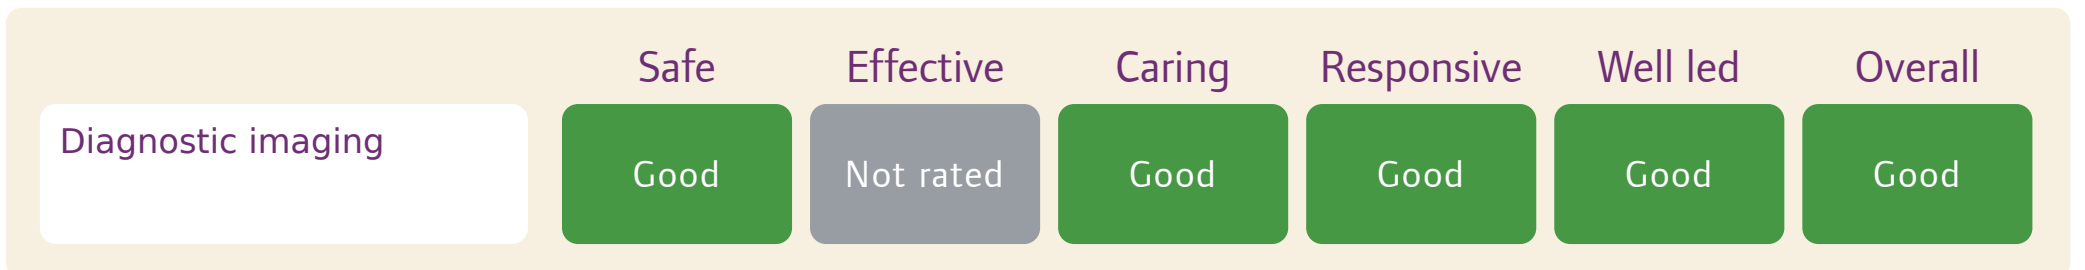 Safe Effective Caring Responsive Well led Overall
Diagnostic imaging
Good Not rated Good Good Good Good